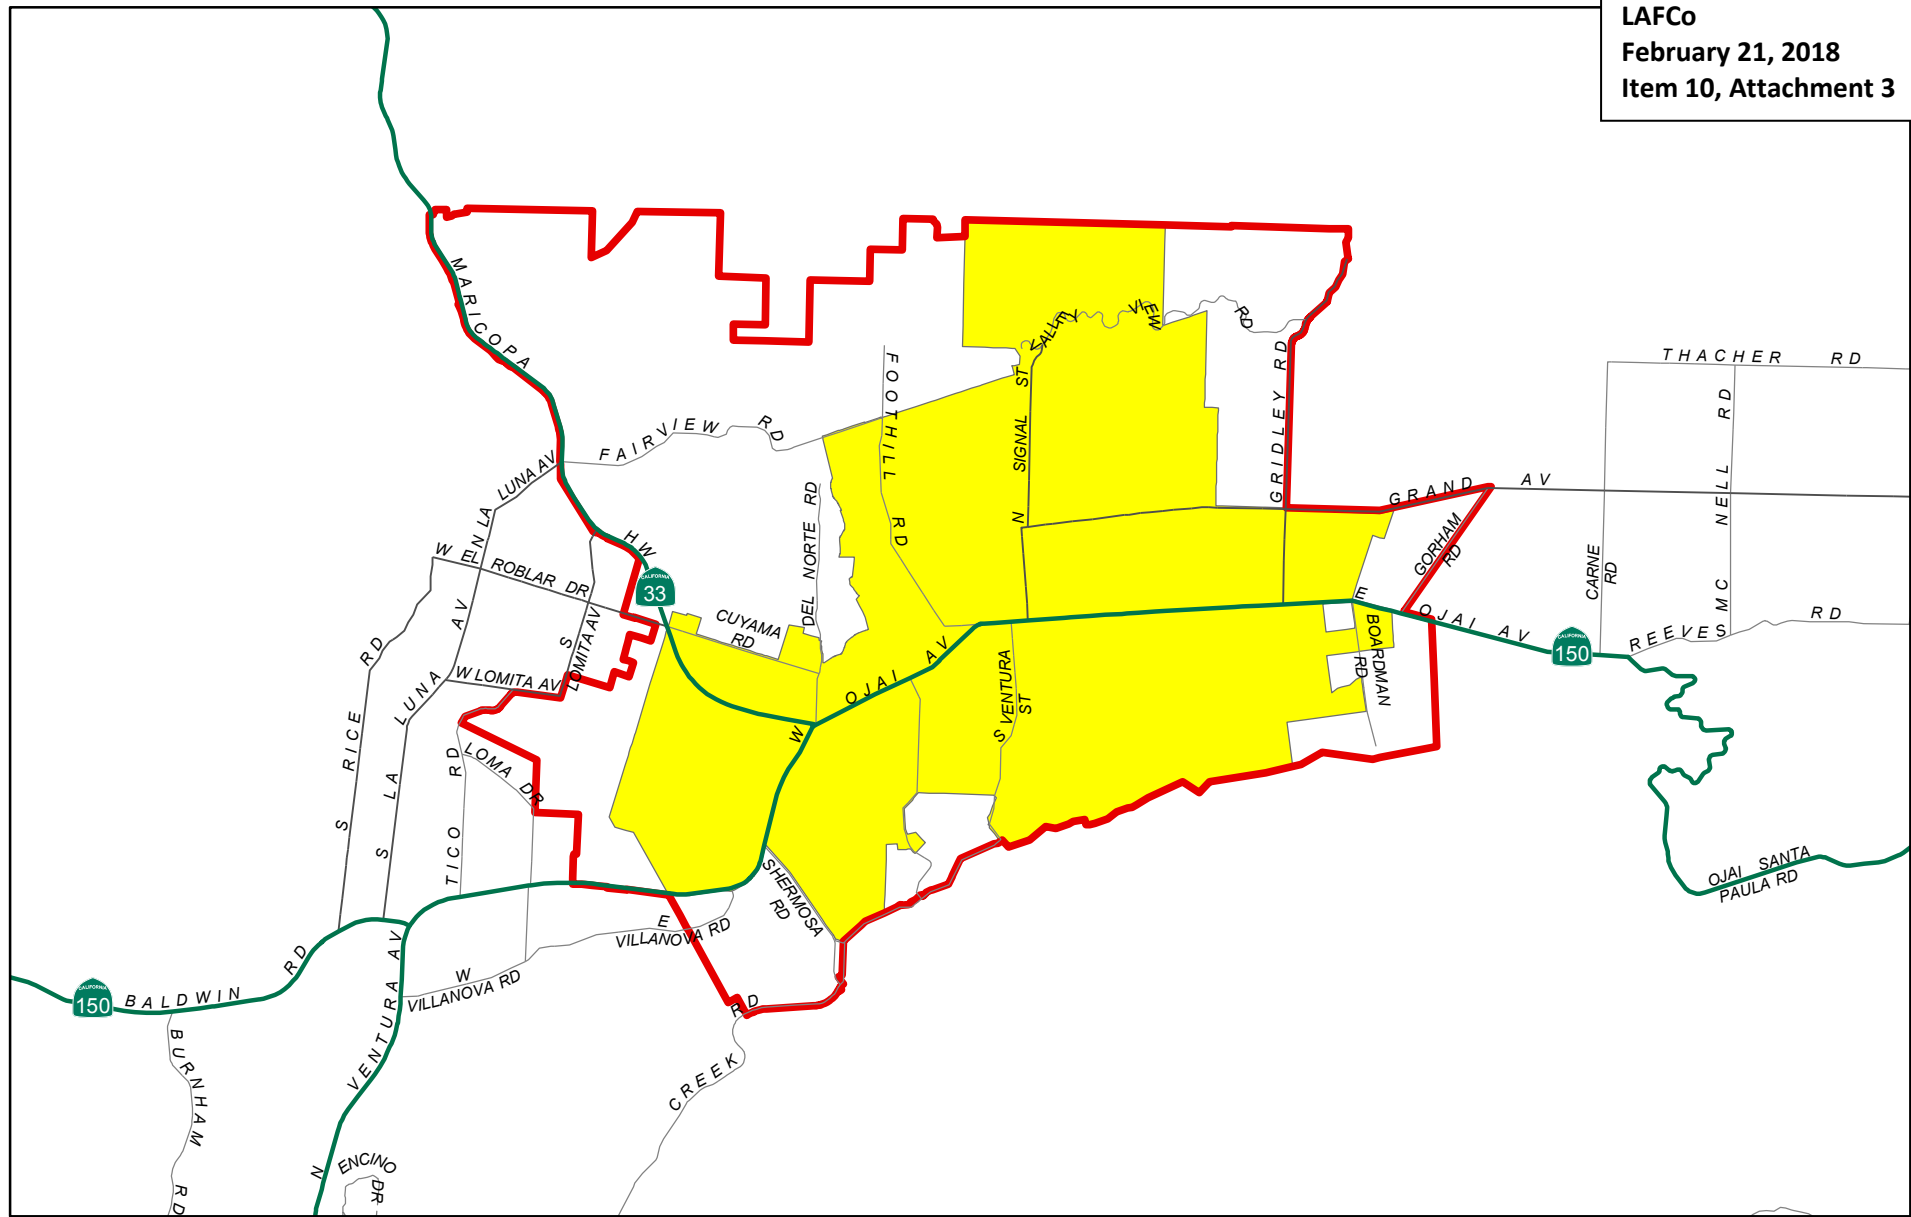 LAFCo
February 21, 2018
Item 10, Attachment 3
MARICOPA
HW
CALIFORNIA
33
FAIRVIEW RD
FOOTHILL RD
N SIGNAL ST
VALLEY VIEW RD
GRIDLEY RD
THACHER RD
GRAND AV
GORHAM
RD
CARNE
RD
MC NELL RD
REEVES RD
E OJAI AV
CALIFORNIA
150
BOARDMAN
RD
OJAI SANTA
PAULA RD
N LA LUNA AV
W EL ROBLAR DR
S LOMITA AV
W LOMITA AV
CUYAMA
RD
DEL NORTE RD
W OJAI AV
S VENTURA
ST
S RICE RD
S LA LUNA AV
TICO RD
LOMA DR
SHERMOSA
RD
E
VILLANOVA RD
W
VILLANOVA RD
CALIFORNIA
150
BALDWIN RD
N VENTURA AV
BURNHAM RD
ENCINO
DR
CREEK RD